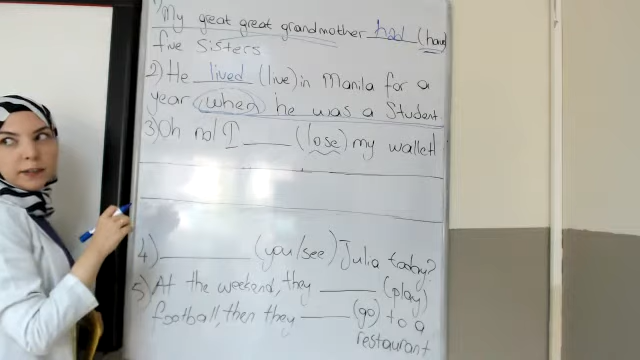 1) My great great grandmother had (have)
five sisters
2) He lived (live) in Manila for a
year (when) he was a student
3) Oh no! I ____ (lose) my wallet!
4) ________ (you/see) Julia today?
5) At the weekend, they ____ (play)
football, then they ____ (go) to a
restaurant